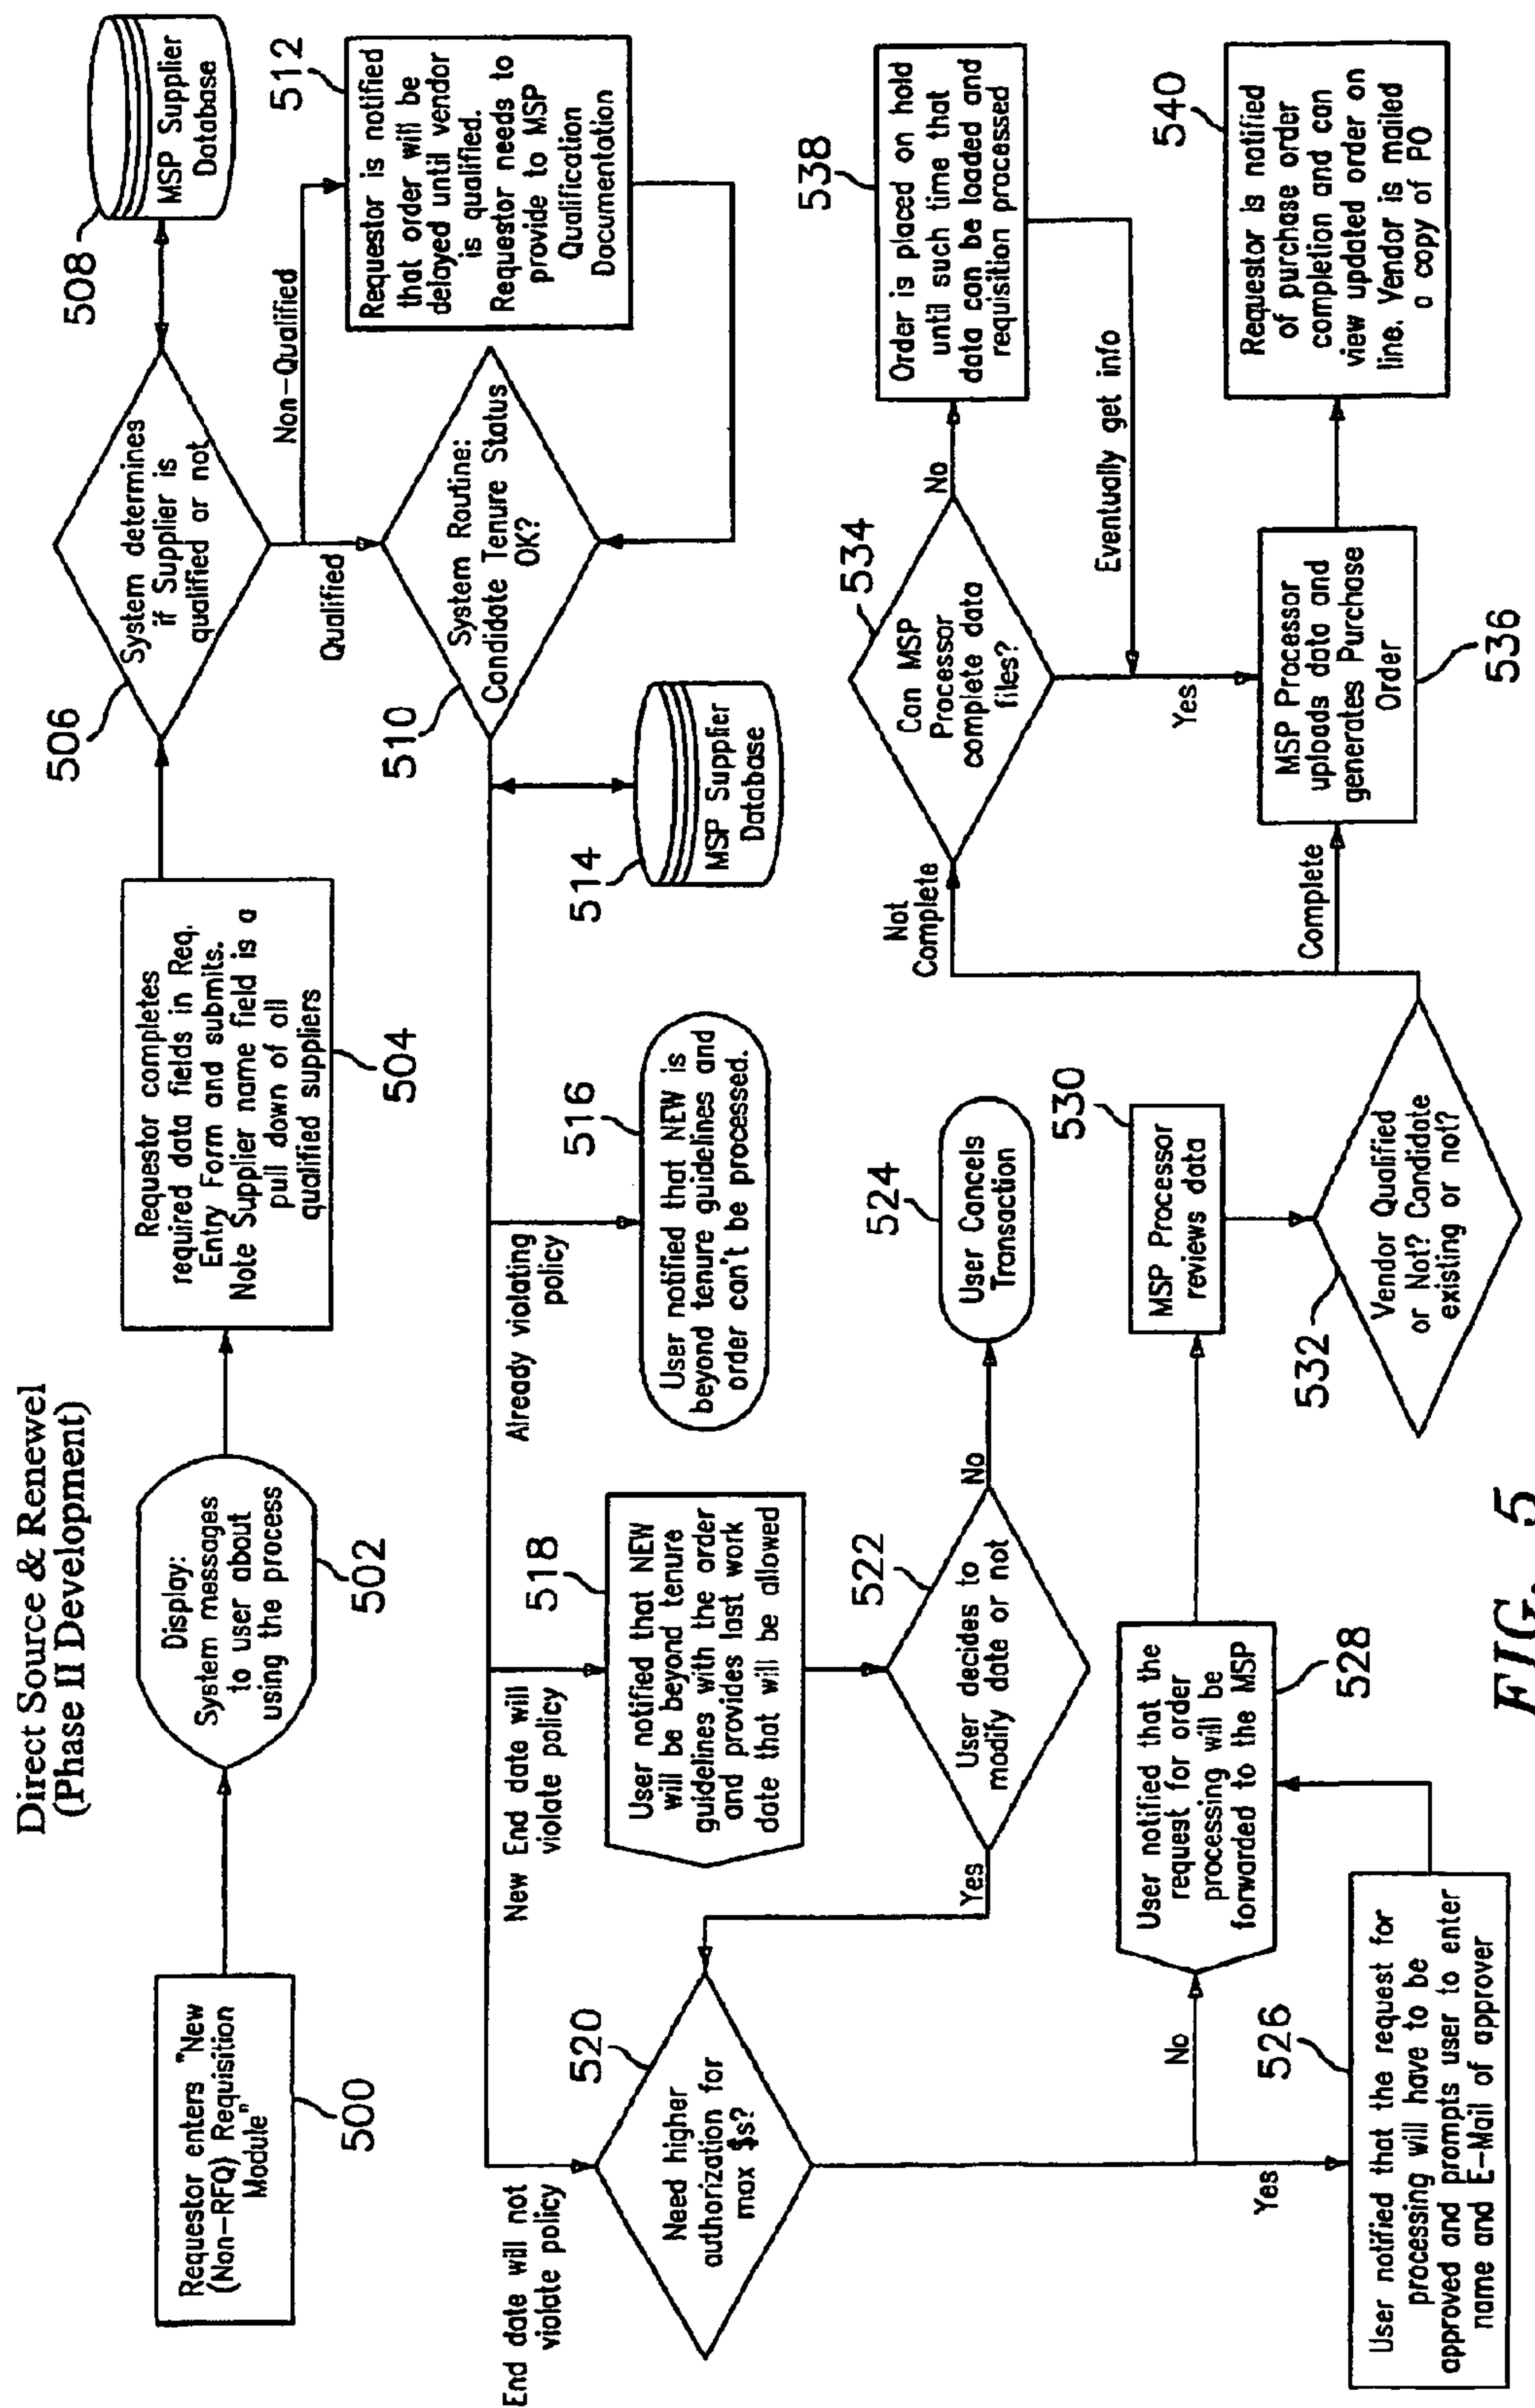 Direct Source & Renewel
(Phase II Development)
Requestor enters "New
(Non-RFQ) Requisition
Module"
500
Display:
System messages
to user about
using the process
502
Requestor completes
required data fields in Req.
Entry Form and submits.
Note Supplier name field is a
pull down of all
qualified suppliers
504
506
System determines
if Supplier is
qualified or not
508
MSP Supplier
Database
Non-Qualified
Qualified
512
Requestor is notified
that order will be
delayed until vendor
is qualified.
Requestor needs to
provide to MSP
Qualification
Documentation
510
System Routine:
Candidate Tenure Status
OK?
514
MSP Supplier
Database
End date will not
violate policy
New End date will
violate policy
Already violating
policy
516
User notified that NEW is
beyond tenure guidelines and
order can't be processed.
518
User notified that NEW
will be beyond tenure
guidelines with the order
and provides last work
date that will be allowed
520
Need higher
authorization for
max $s?
522
User decides to
modify date or not
Yes
No
524
User Cancels
Transaction
No
Yes
526
User notified that the request for
processing will have to be
approved and prompts user to enter
name and E-Mail of approver
User notified that the
request for order
processing will be
forwarded to the MSP
528
530
MSP Processor
reviews data
532
Vendor Qualified
or Not? Candidate
existing or not?
Not
Complete
Complete
534
Can MSP
Processor
complete data
files?
No
Yes
538
Order is placed on hold
until such time that
data can be loaded and
requisition processed
Eventually get info
MSP Processor
uploads data and
generates Purchase
Order
536
540
Requestor is notified
of purchase order
completion and can
view updated order on
line. Vendor is mailed
a copy of PO
FIG. 5